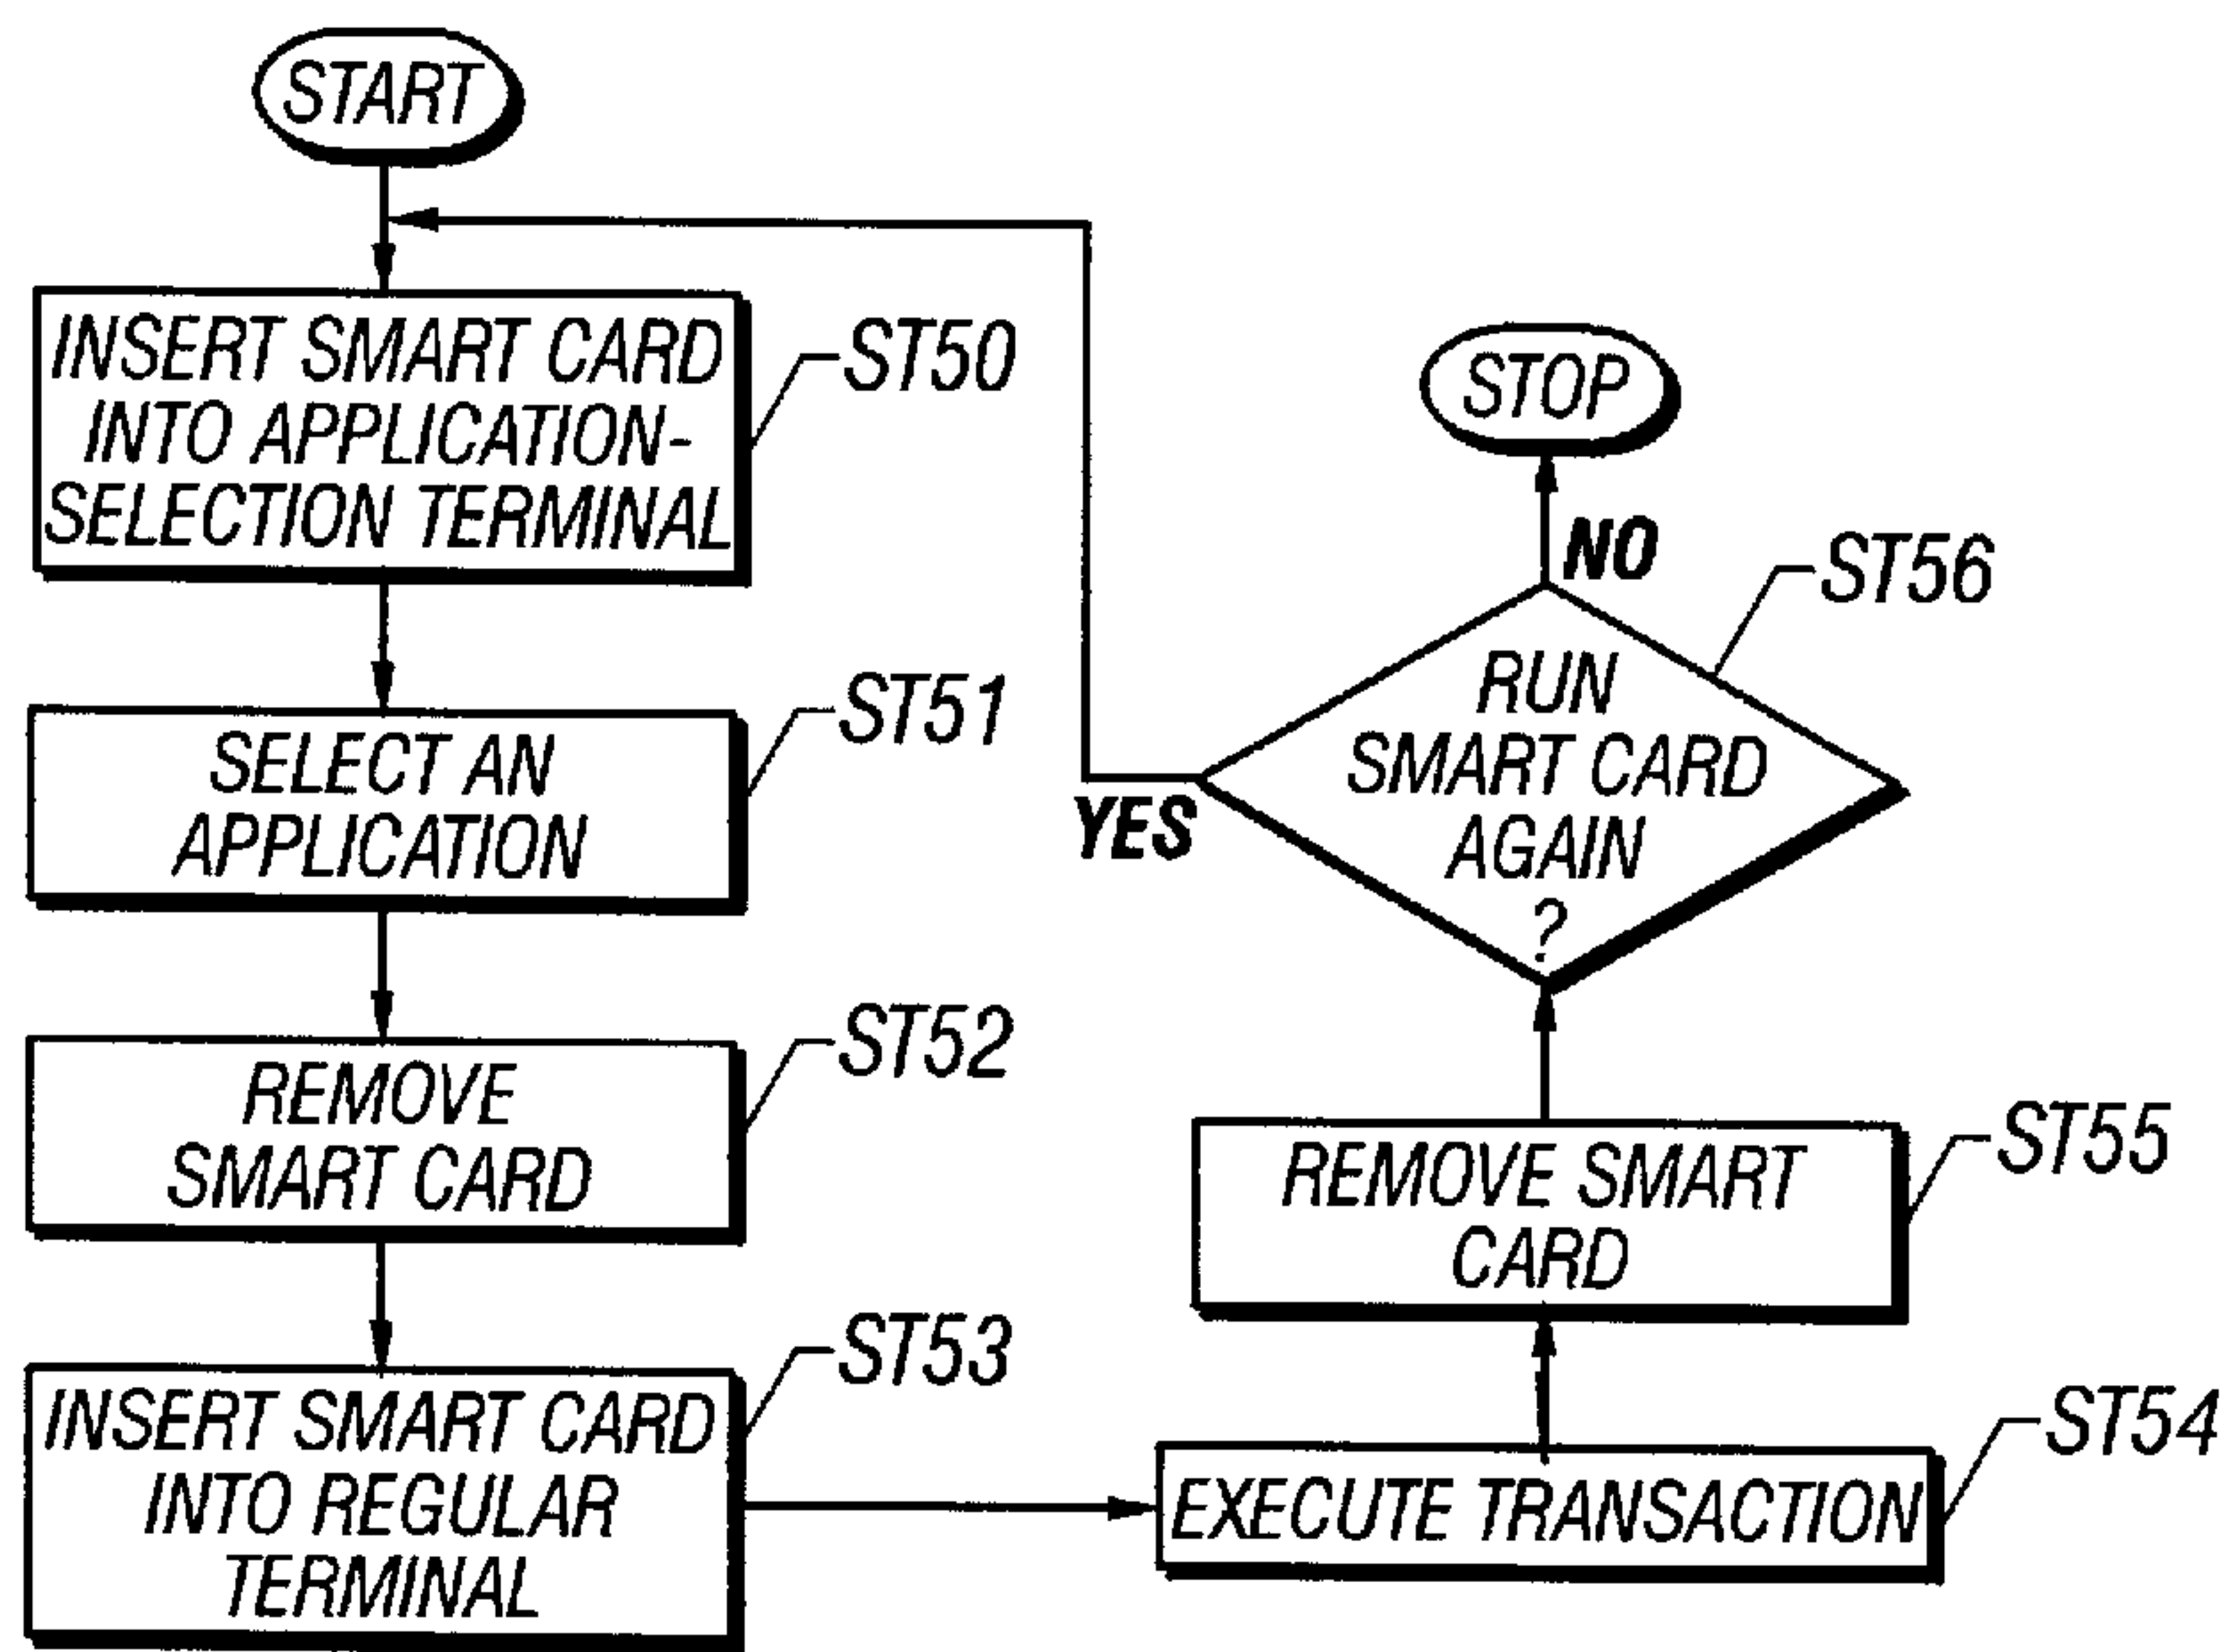 START
INSERT SMART CARD
INTO APPLICATION-
SELECTION TERMINAL
ST50
SELECT AN
APPLICATION
ST51
REMOVE
SMART CARD
ST52
INSERT SMART CARD
INTO REGULAR
TERMINAL
ST53
EXECUTE TRANSACTION
ST54
REMOVE SMART
CARD
ST55
RUN
SMART CARD
AGAIN
?
ST56
YES
NO
STOP